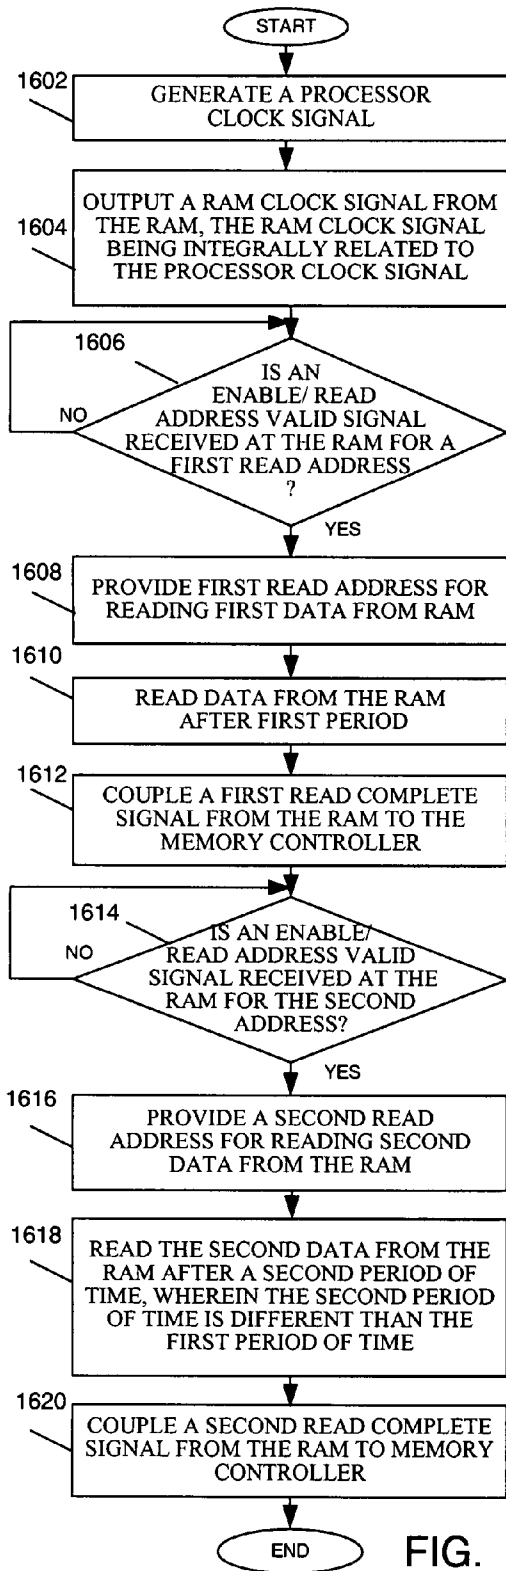 START
1602
GENERATE A PROCESSOR
CLOCK SIGNAL
1604
OUTPUT A RAM CLOCK SIGNAL FROM
THE RAM, THE RAM CLOCK SIGNAL
BEING INTEGRALLY RELATED TO
THE PROCESSOR CLOCK SIGNAL
1606
IS AN
ENABLE/ READ
ADDRESS VALID SIGNAL
RECEIVED AT THE RAM FOR A
FIRST READ ADDRESS
?
NO
YES
1608
PROVIDE FIRST READ ADDRESS FOR
READING FIRST DATA FROM RAM
1610
READ DATA FROM THE RAM
AFTER FIRST PERIOD
1612
COUPLE A FIRST READ COMPLETE
SIGNAL FROM THE RAM TO THE
MEMORY CONTROLLER
1614
IS AN ENABLE/
READ ADDRESS VALID
SIGNAL RECEIVED AT THE
RAM FOR THE SECOND
ADDRESS?
NO
YES
1616
PROVIDE A SECOND READ
ADDRESS FOR READING SECOND
DATA FROM THE RAM
1618
READ THE SECOND DATA FROM THE
RAM AFTER A SECOND PERIOD OF
TIME, WHEREIN THE SECOND PERIOD
OF TIME IS DIFFERENT THAN THE
FIRST PERIOD OF TIME
1620
COUPLE A SECOND READ COMPLETE
SIGNAL FROM THE RAM TO MEMORY
CONTROLLER
END
FIG.